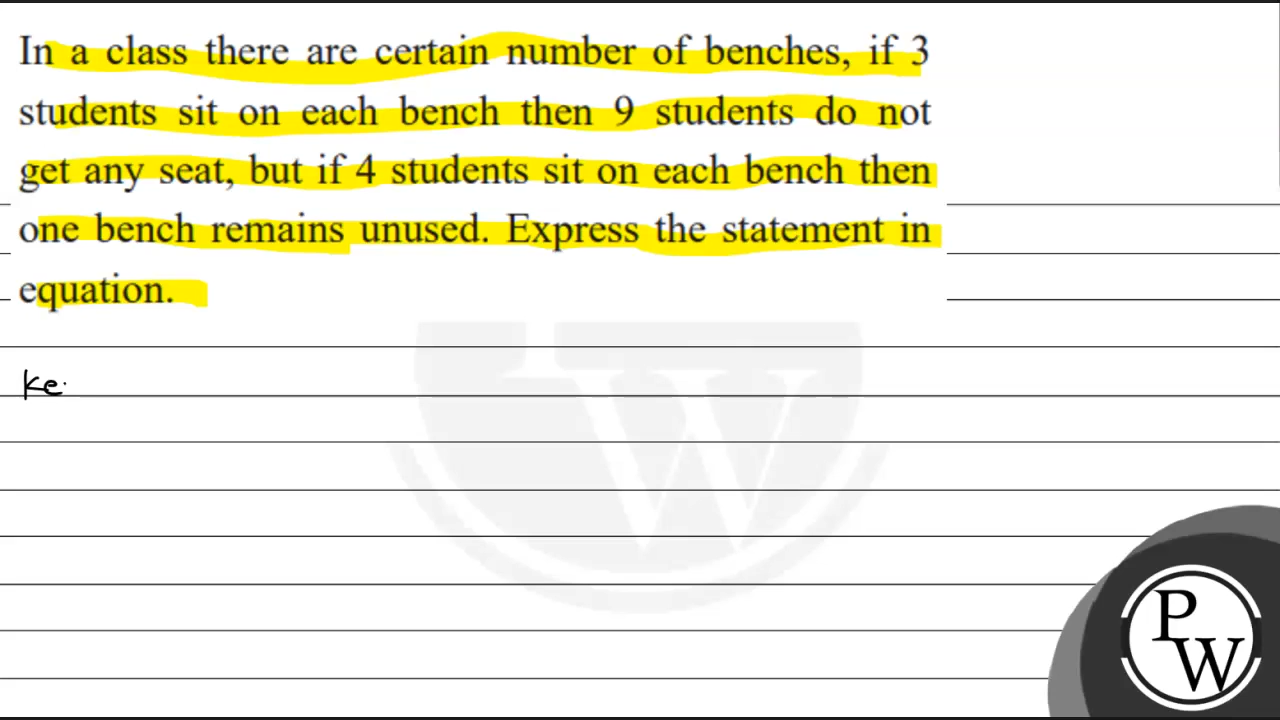 In a class there are certain number of benches, if 3
students sit on each bench then 9 students do not
get any seat, but if 4 students sit on each bench then
one bench remains unused. Express the statement in
equation.
Ke.
W
P
W